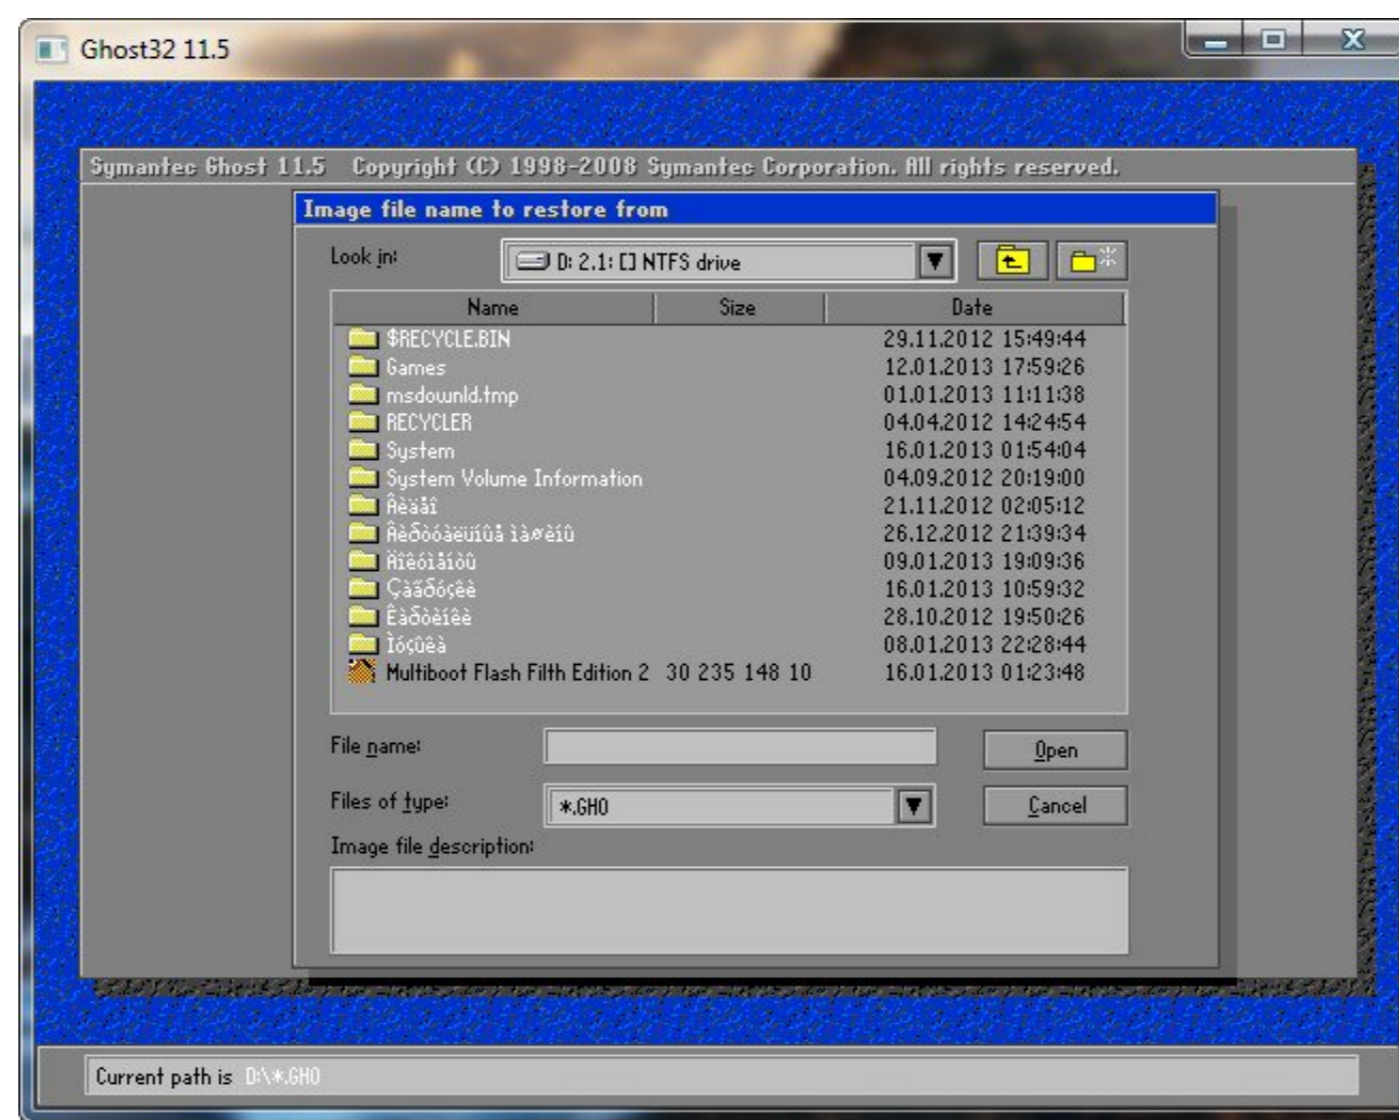 Ghost32 11.5
Symantec Ghost 11.5 Copyright (C) 1998-2008 Symantec Corporation. All rights reserved.
Image file name to restore from
Look in: D: 2.1: [] NTFS drive
Name Size Date
$RECYCLE.BIN 29.11.2012 15:49:44
Games 12.01.2013 17:59:26
msdownld.tmp 01.01.2013 11:11:38
RECYCLER 04.04.2012 14:24:54
System 16.01.2013 01:54:04
System Volume Information 04.09.2012 20:19:00
Âèäåî 21.11.2012 02:05:12
Âèðòóàëüíûå ìàøèíû 26.12.2012 21:39:34
Äîêóìåíòû 09.01.2013 19:09:36
Çàãðóçêè 16.01.2013 10:59:32
Êàðòèíêè 28.10.2012 19:50:26
Ìóçûêà 08.01.2013 22:28:44
Multiboot Flash Filth Edition 2 30 235 148 10 16.01.2013 01:23:48
File name: Open
Files of type: *.GHO Cancel
Image file description:
Current path is D:\*.GHO